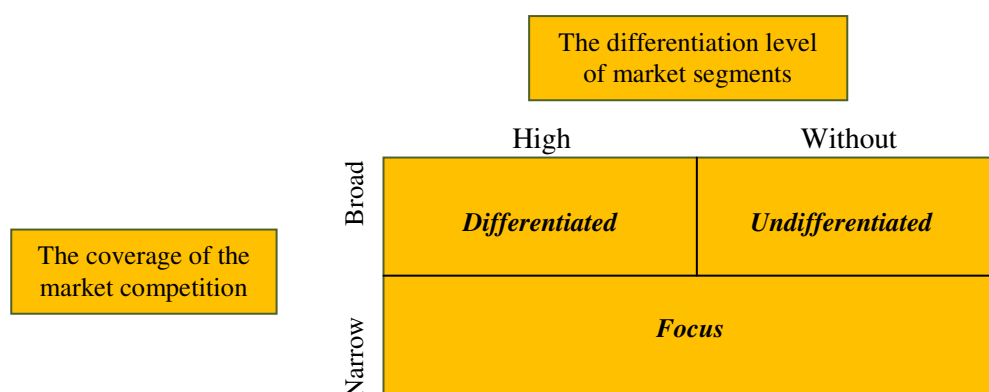 The differentiation level
of market segments
High
Without
Broad
Differentiated
Undifferentiated
The coverage of the
market competition
Narrow
Focus